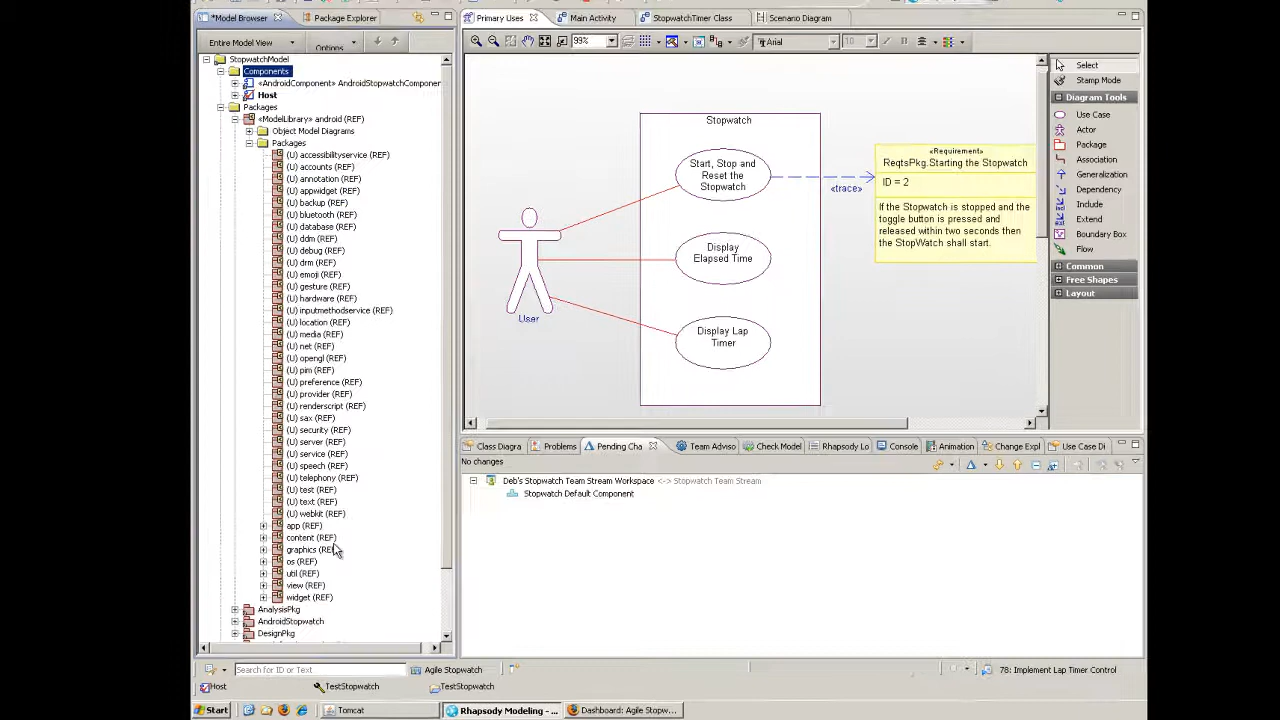 *Model Browser
Package Explorer
Primary Uses
Main Activity
StopwatchTimer Class
Scenario Diagram
Entire Model View
Options
99%
Arial
10
StopwatchModel
Components
«AndroidComponent» AndroidStopwatchComponen
Host
Packages
«ModelLibrary» android (REF)
Object Model Diagrams
Packages
(U) accessibilityservice (REF)
(U) accounts (REF)
(U) annotation (REF)
(U) appwidget (REF)
(U) backup (REF)
(U) bluetooth (REF)
(U) database (REF)
(U) ddm (REF)
(U) debug (REF)
(U) drm (REF)
(U) emoji (REF)
(U) gesture (REF)
(U) hardware (REF)
(U) inputmethodservice (REF)
(U) location (REF)
(U) media (REF)
(U) net (REF)
(U) opengl (REF)
(U) pim (REF)
(U) preference (REF)
(U) provider (REF)
(U) renderscript (REF)
(U) sax (REF)
(U) security (REF)
(U) server (REF)
(U) service (REF)
(U) speech (REF)
(U) telephony (REF)
(U) test (REF)
(U) text (REF)
(U) webkit (REF)
app (REF)
content (REF)
graphics (REF)
os (REF)
util (REF)
view (REF)
widget (REF)
AnalysisPkg
AndroidStopwatch
DesignPkg
Stopwatch
Start, Stop and
Reset the
Stopwatch
Display
Elapsed Time
Display Lap
Timer
User
«trace»
«Requirement»
ReqtsPkg.Starting the Stopwatch
ID = 2
If the Stopwatch is stopped and the
toggle button is pressed and
released within two seconds then
the StopWatch shall start.
Select
Stamp Mode
Diagram Tools
Use Case
Actor
Package
Association
Generalization
Dependency
Include
Extend
Boundary Box
Flow
Common
Free Shapes
Layout
Class Diagra
Problems
Pending Cha
Team Adviso
Check Model
Rhapsody Lo
Console
Animation
Change Expl
Use Case Di
No changes
Deb's Stopwatch Team Stream Workspace <-> Stopwatch Team Stream
Stopwatch Default Component
Search for ID or Text
Agile Stopwatch
78: Implement Lap Timer Control
Host
TestStopwatch
TestStopwatch
Start
Tomcat
Rhapsody Modeling - ...
Dashboard: Agile Stopw...